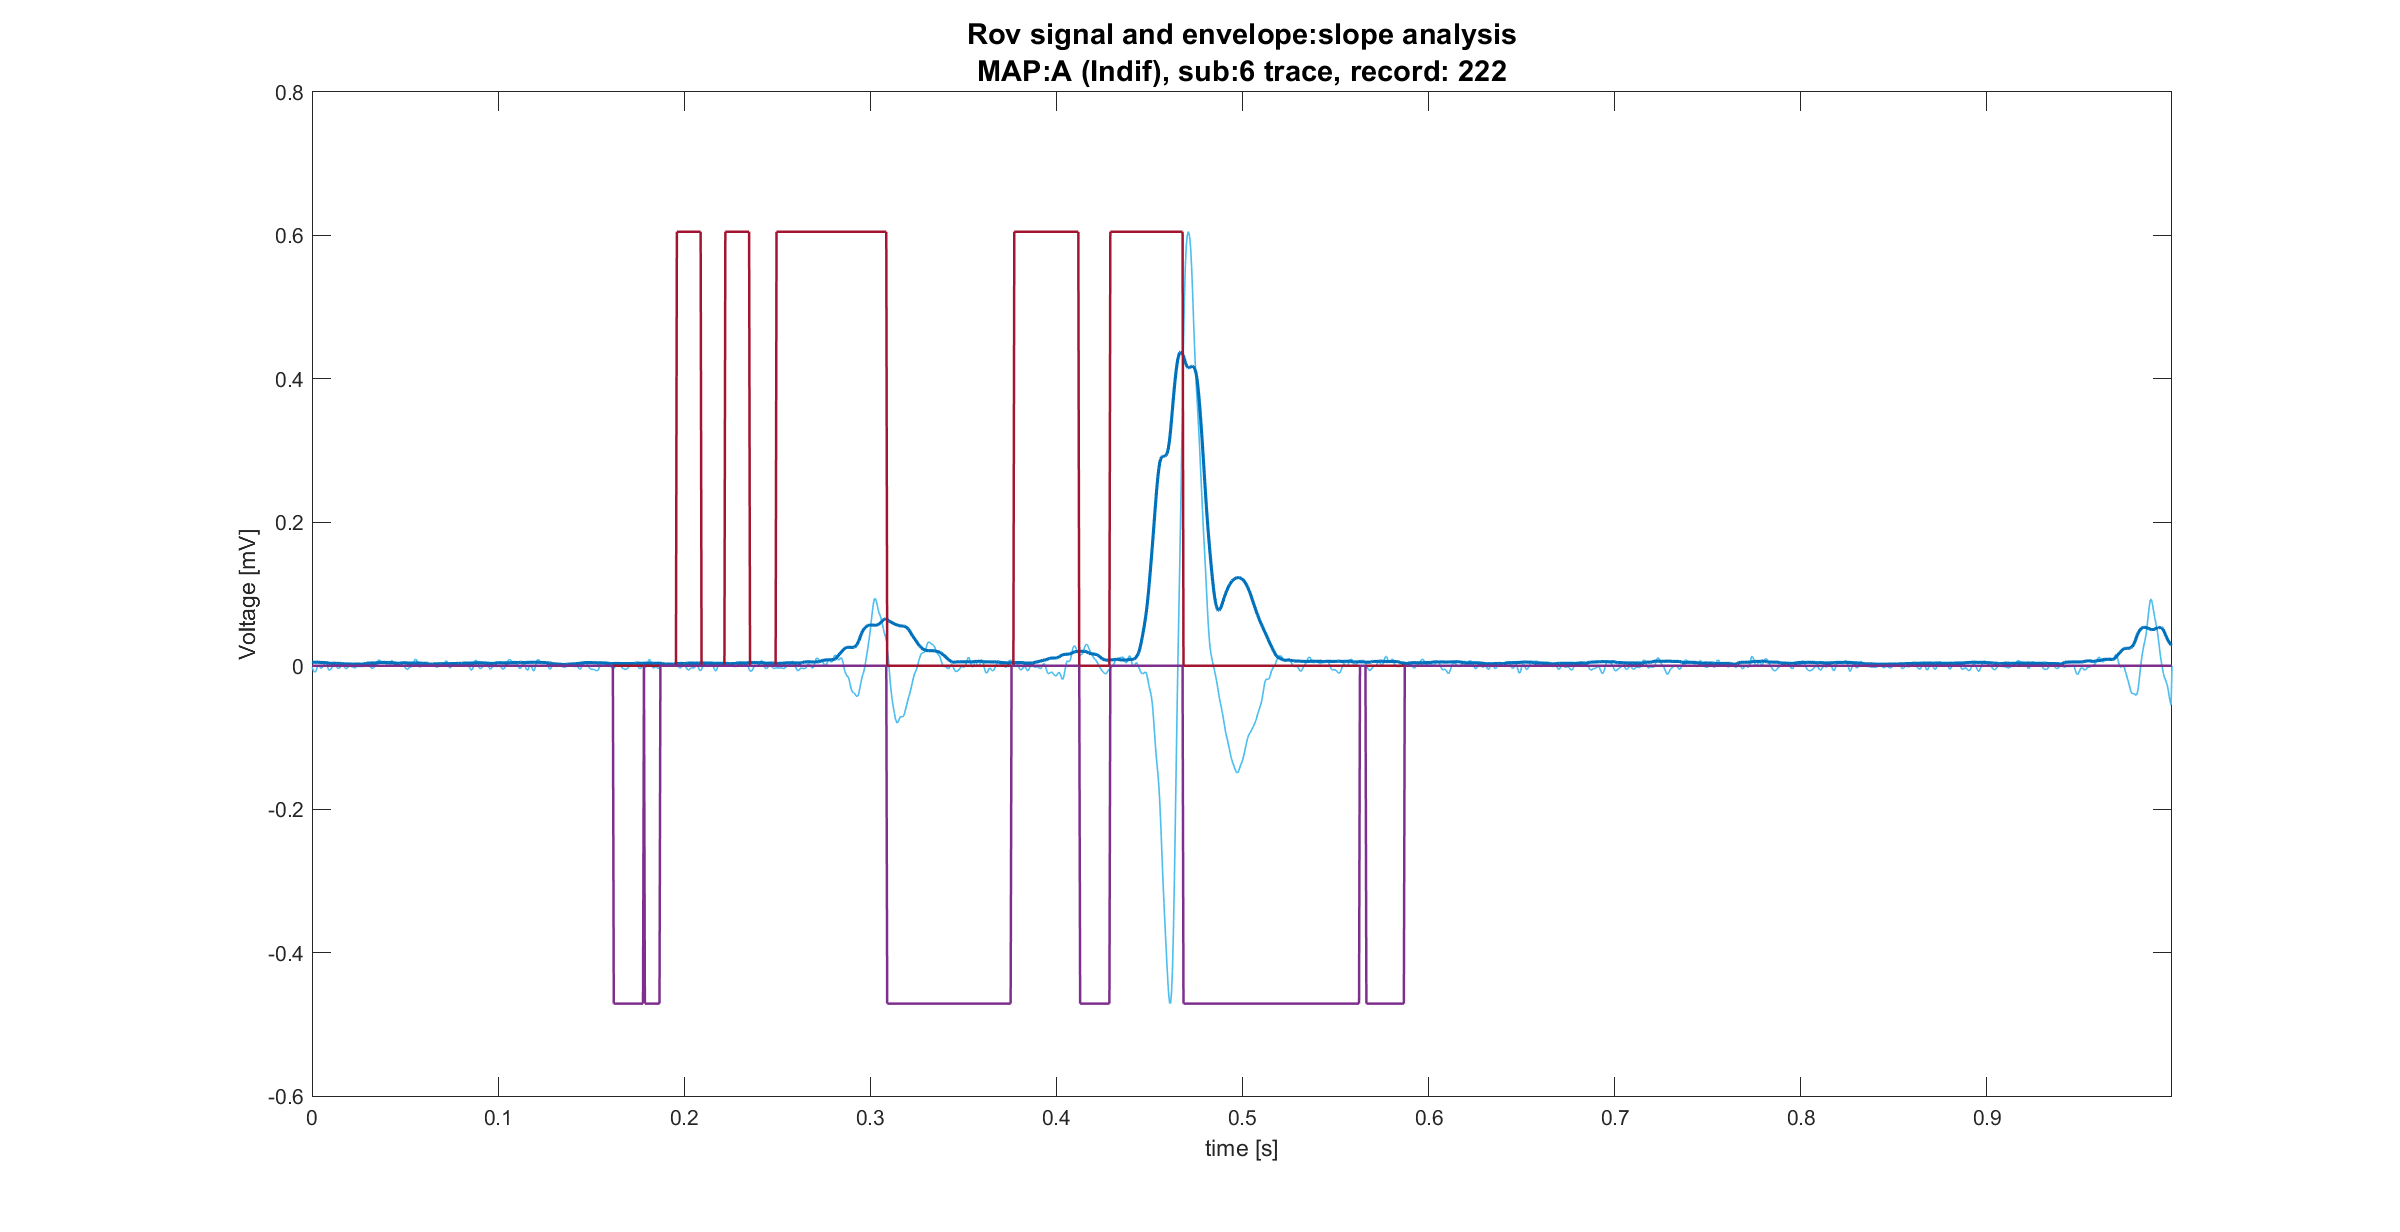 Rov signal and envelope:slope analysis
MAP:A (Indif), sub:6 trace, record: 222
0.8
0.6
0.4
0.2
0
-0.2
-0.4
-0.6
Voltage [mV]
0 0.1 0.2 0.3 0.4 0.5 0.6 0.7 0.8 0.9
time [s]